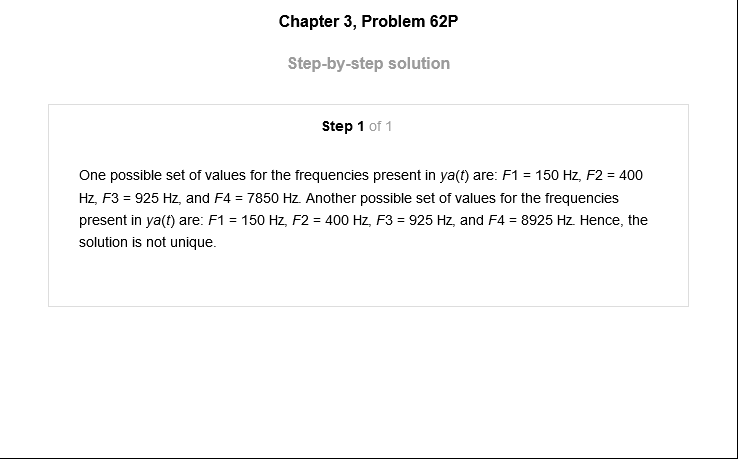 Chapter 3, Problem 62P
Step-by-step solution
Step 1 of 1
One possible set of values for the frequencies present in ya(t) are: F1 = 150 Hz, F2 = 400
Hz, F3 = 925 Hz, and F4 = 7850 Hz. Another possible set of values for the frequencies
present in ya(t) are: F1 = 150 Hz, F2 = 400 Hz, F3 = 925 Hz, and F4 = 8925 Hz. Hence, the
solution is not unique.